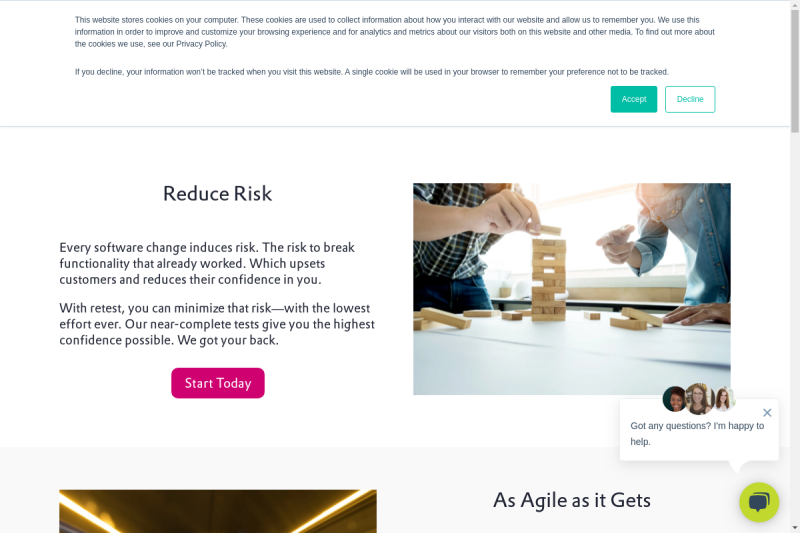 This website stores cookies on your computer. These cookies are used to collect information about how you interact with our website and allow us to remember you. We use this
information in order to improve and customize your browsing experience and for analytics and metrics about our visitors both on this website and other media. To find out more about
the cookies we use, see our Privacy Policy.
If you decline, your information won't be tracked when you visit this website. A single cookie will be used in your browser to remember your preference not to be tracked.
Accept
Decline
Reduce Risk
Every software change induces risk. The risk to break
functionality that already worked. Which upsets
customers and reduces their confidence in you.
With retest, you can minimize that risk—with the lowest
effort ever. Our near-complete tests give you the highest
confidence possible. We got your back.
Start Today
Got any questions? I'm happy to
help.
As Agile as it Gets